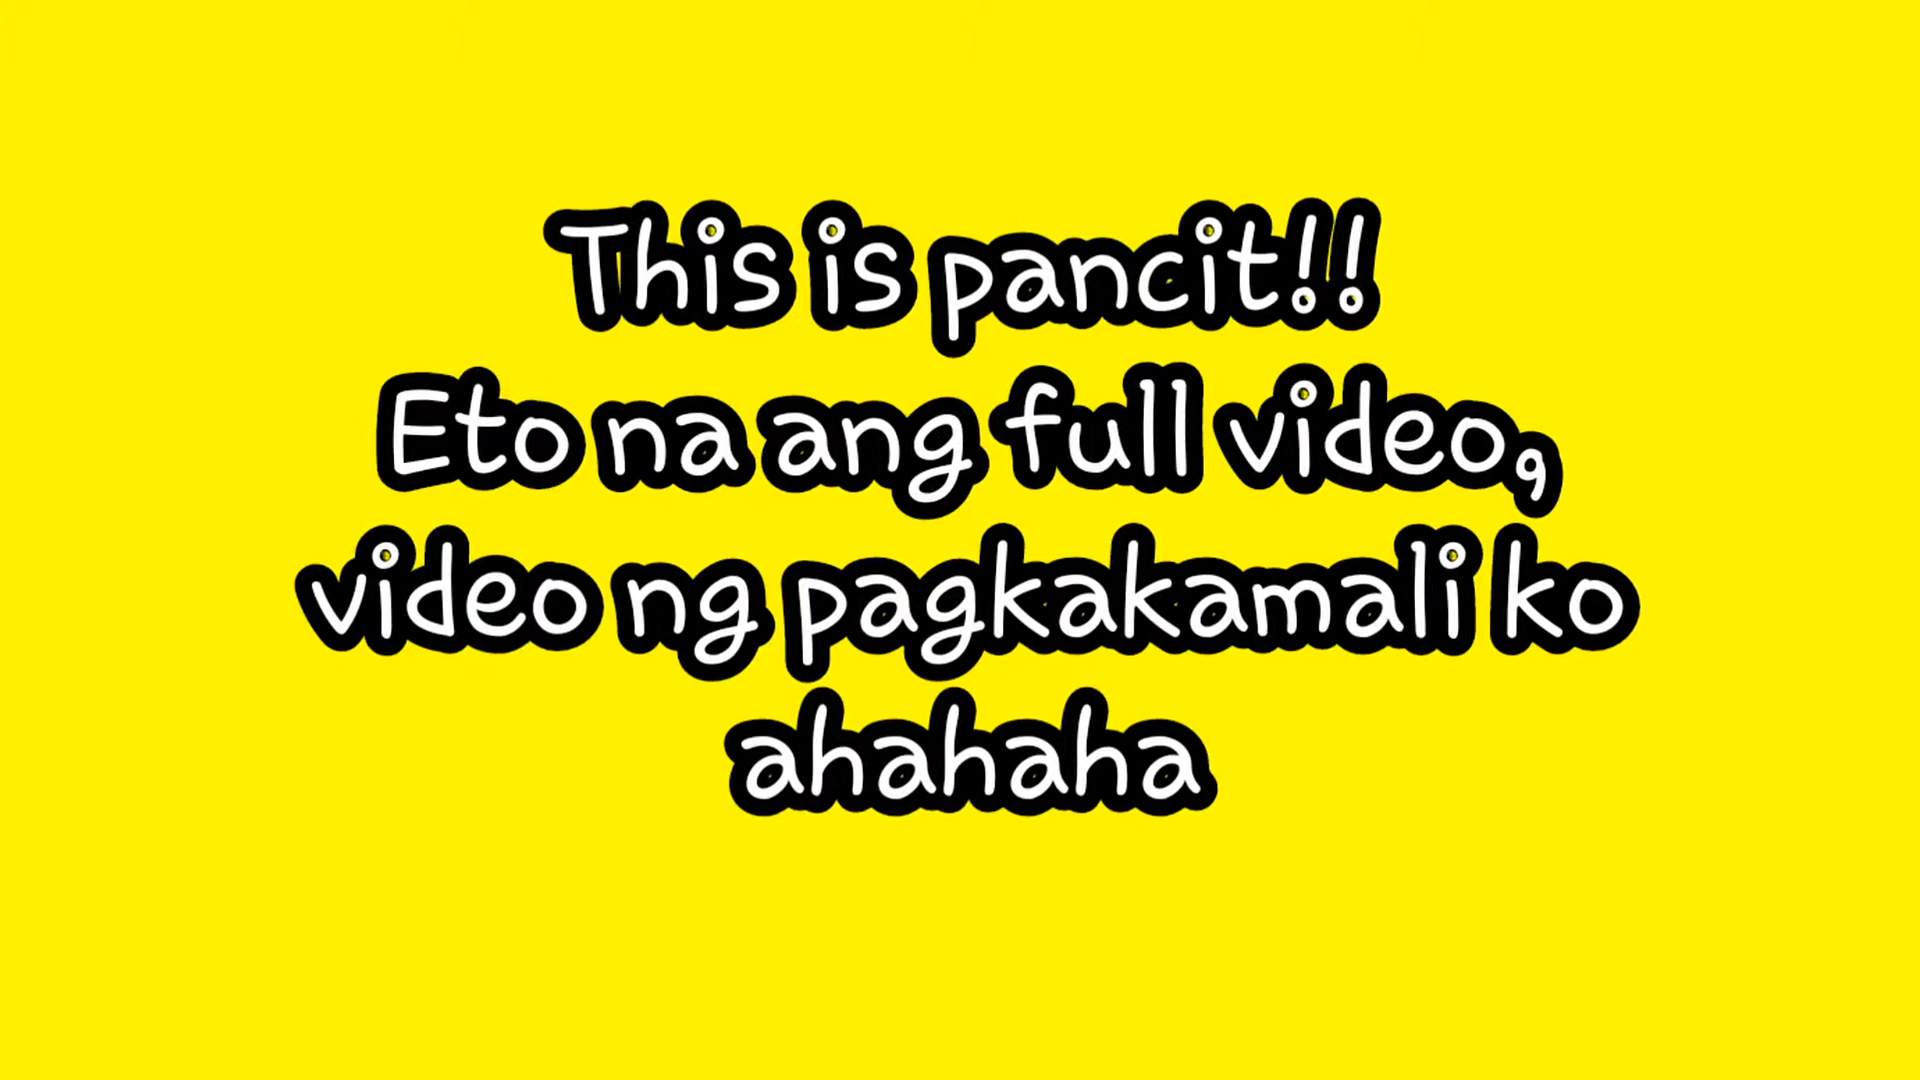 This is pancit!!
Eto na ang full video,
video ng pagkakamali ko
ahahaha